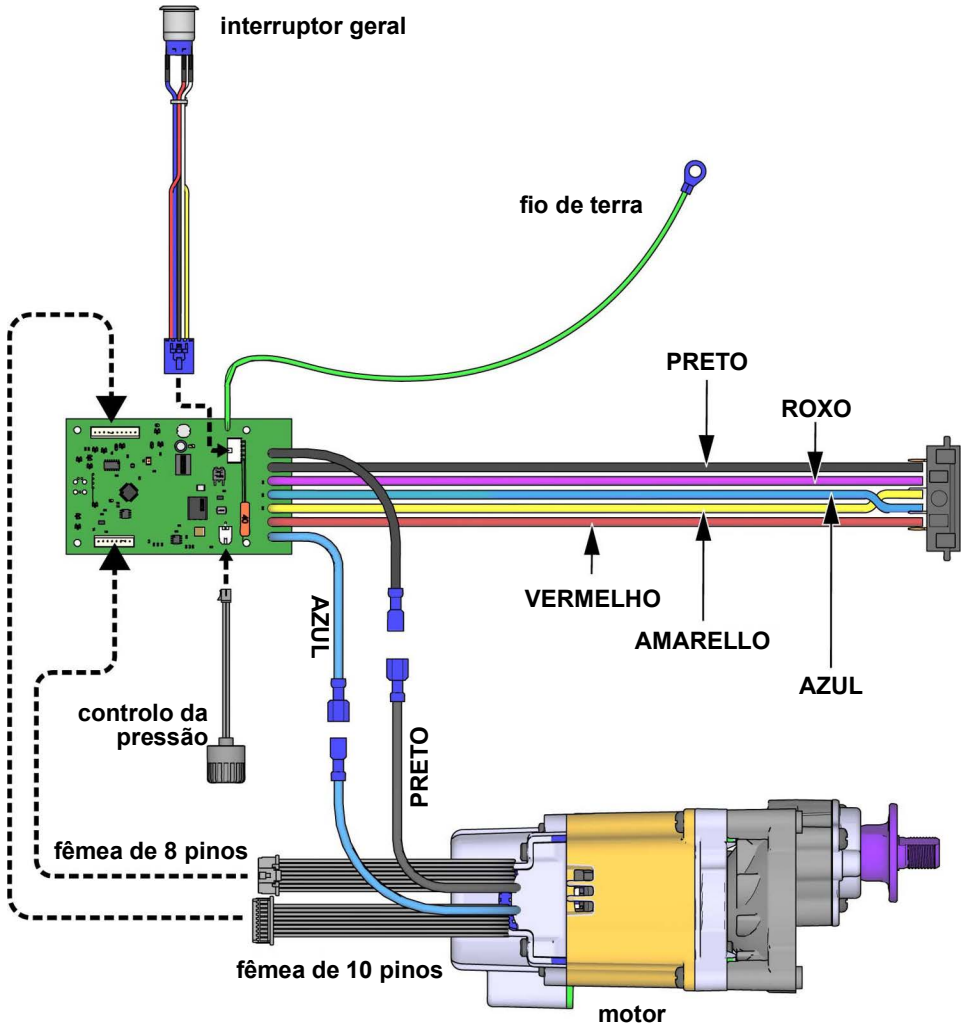 interruptor geral
fio de terra
PRETO
ROXO
VERMELHO
AMARELLO
AZUL
AZUL
PRETO
controlo da
pressão
fêmea de 8 pinos
fêmea de 10 pinos
motor